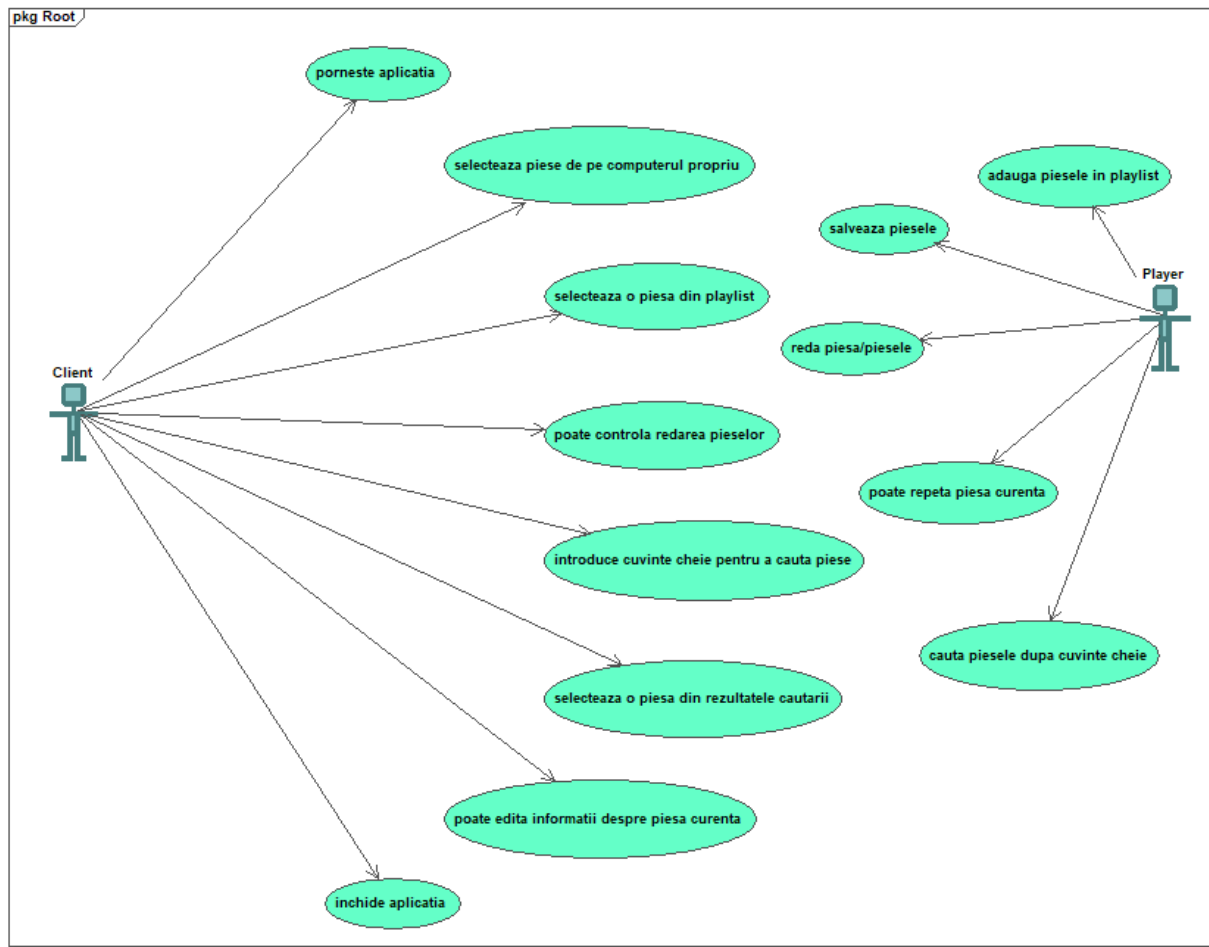 pkg Root
porneste aplicatia
selecteaza piese de pe computerul propriu
adauga piesele in playlist
salveaza piesele
Player
selecteaza o piesa din playlist
reda piesa/piesele
Client
poate controla redarea pieselor
poate repeta piesa curenta
introduce cuvinte cheie pentru a cauta piese
cauta piesele dupa cuvinte cheie
selecteaza o piesa din rezultatele cautarii
poate edita informatii despre piesa curenta
inchide aplicatia